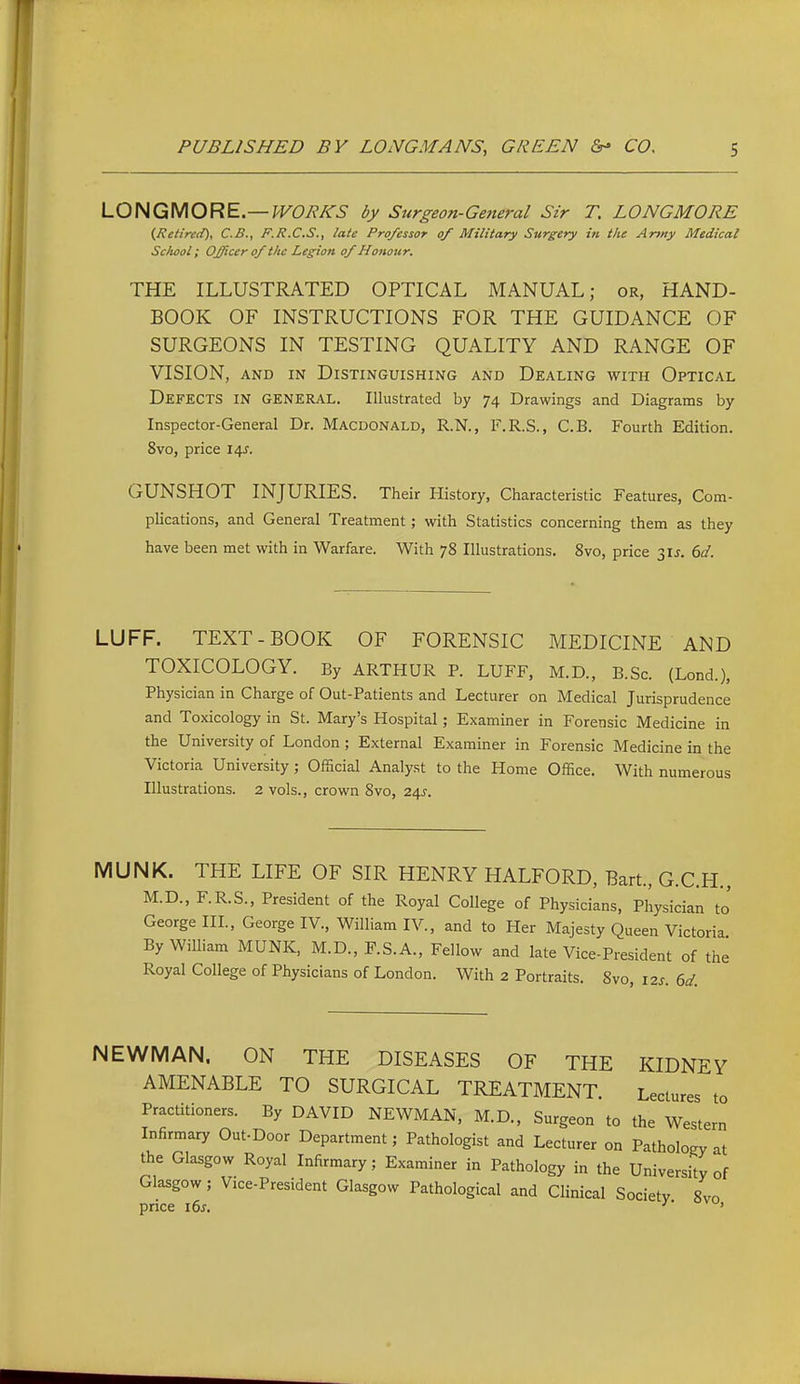 PUBLISHED BY LONGMANS, GREEN & CO. 5
LONGMORE.—WORKS by Surgeon-General Sir T. LONGMORE
(Retired), C.B., F.R.C.S., late Professor of Military Surgery in the Army Medical
School; Officer of the Legion of Honour.
THE ILLUSTRATED OPTICAL MANUAL; OR, HAND-
BOOK OF INSTRUCTIONS FOR THE GUIDANCE OF
SURGEONS IN TESTING QUALITY AND RANGE OF
VISION, AND IN DISTINGUISHING AND DEALING WITH OPTICAL
DEFECTS IN GENERAL. Illustrated by 74 Drawings and Diagrams by
Inspector-General Dr. MACDONALD, R.N., F.R.S., C.B. Fourth Edition.
8vo, price 14s.
GUNSHOT INJURIES. Their History, Characteristic Features, Com-
plications, and General Treatment; with Statistics concerning them as they
have been met with in Warfare. With 78 Illustrations. 8vo, price 31s. 6d.
LUFF. TEXT-BOOK OF FORENSIC MEDICINE AND
TOXICOLOGY. By ARTHUR P. LUFF, M.D., B.Sc. (Lond.),
Physician in Charge of Out-Patients and Lecturer on Medical Jurisprudence
and Toxicology in St. Mary's Hospital; Examiner in Forensic Medicine in
the University of London; External Examiner in Forensic Medicine in the
Victoria University; Official Analyst to the Home Office. With numerous
Illustrations. 2 vols., crown 8vo, 24s.
MUNK. THE LIFE OF SIR HENRY HALFORD, Bart., G.C.H.,
M.D., F.R.S., President of the Royal College of Physicians, Physician to
George III., George IV., William IV., and to Her Majesty Queen Victoria.
By William MUNK, M.D., F.S.A., Fellow and late Vice-President of the
Royal College of Physicians of London. With 2 Portraits. 8vo, 12s. 6d.
NEWMAN. ON THE DISEASES OF THE KIDNEY
AMENABLE TO SURGICAL TREATMENT. Lectures to
Practitioners. By DAVID NEWMAN, M.D., Surgeon to the Western
Infirmary Out-Door Department; Pathologist and Lecturer on Pathology at
the Glasgow Royal Infirmary; Examiner in Pathology in the University of
Glasgow; Vice-President Glasgow Pathological and Clinical Society. 8vo,
price 16s.